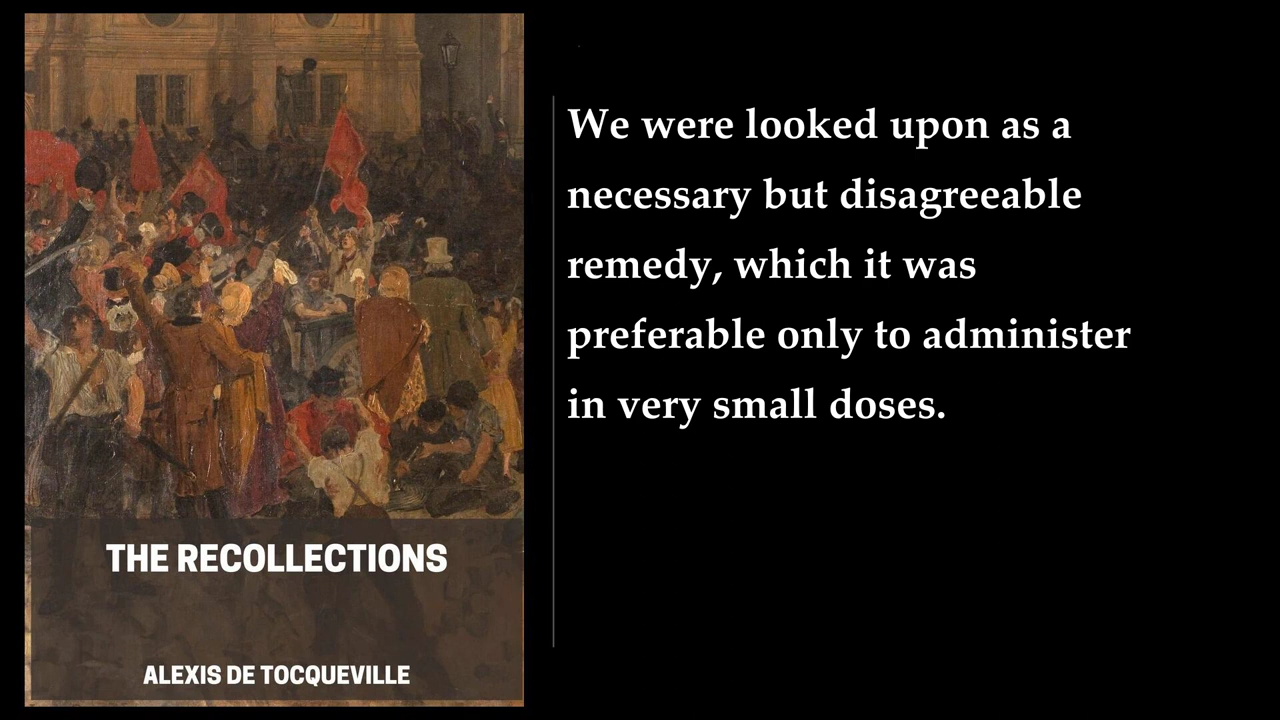 We were looked upon as a
necessary but disagreeable
remedy, which it was
preferable only to administer
in very small doses.
THE RECOLLECTIONS
ALEXIS DE TOCQUEVILLE